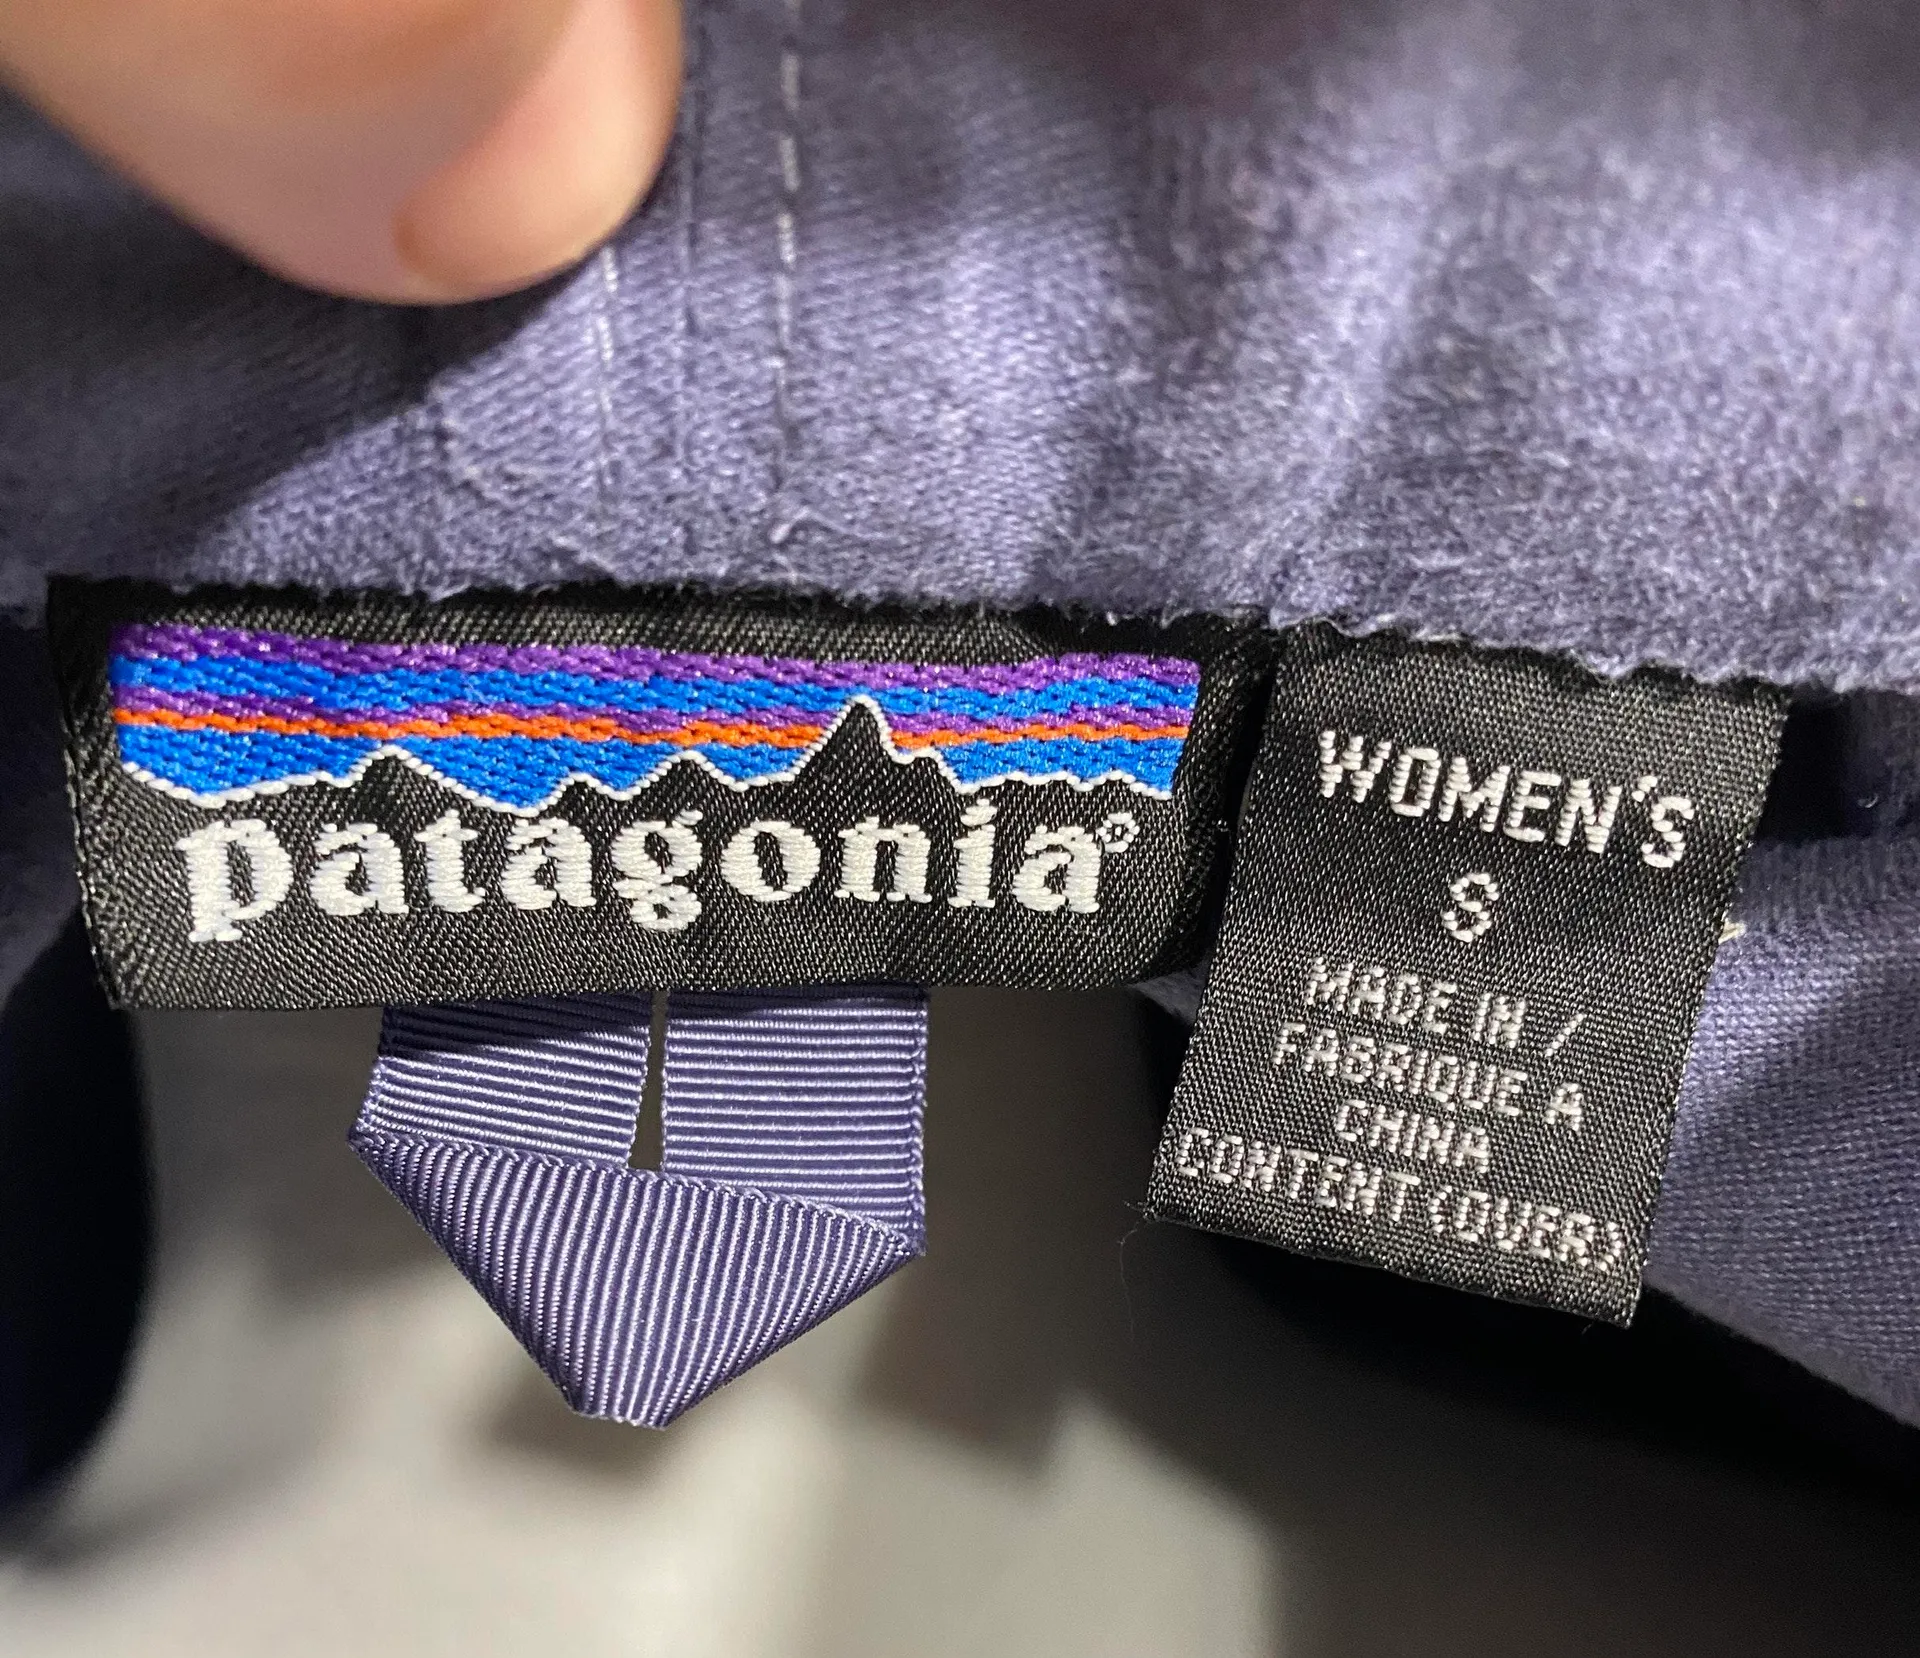 patagonia®
WOMEN'S
S
MADE IN /
FABRIQUE A
CHINA
CONTENT (OVER)